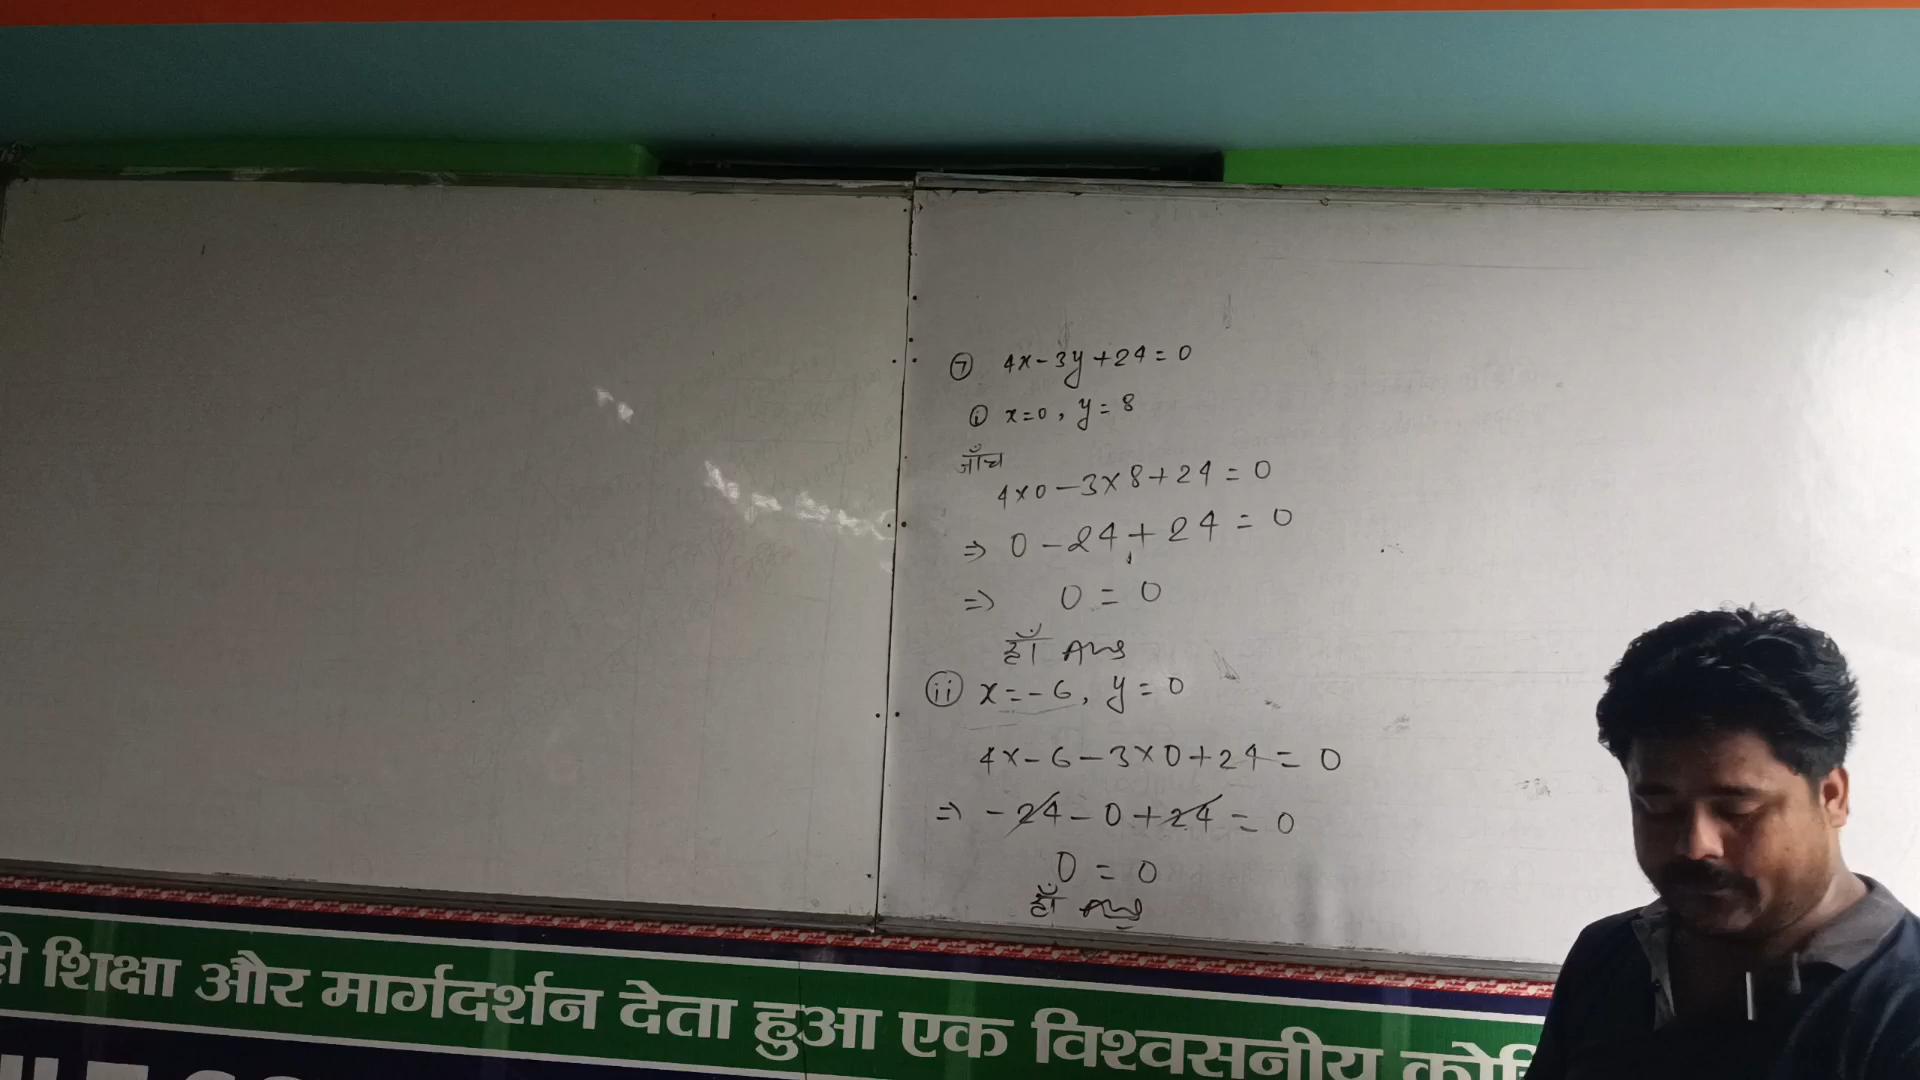 ⑦ 4x-3y+24=0
ⓘ x=0, y=8
जाँच
4×0-3×8+24=0
⇒ 0-24+24=0
⇒ 0=0
हाँ Ans
ⓘⓘ x=-6, y=0
4×-6-3×0+24=0
⇒ -24-0+24=0
0=0
हाँ Ans
शिक्षा और मार्गदर्शन देता हुआ एक विश्वसनीय